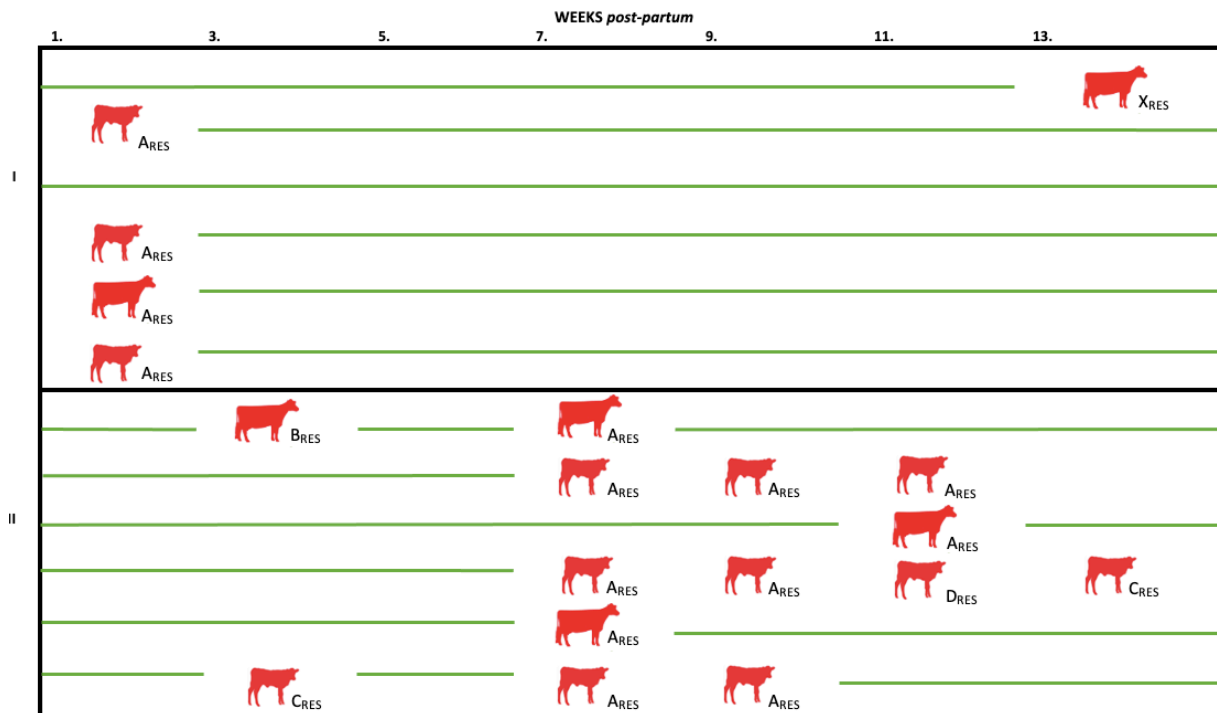 WEEKS post-partum
1. 3. 5. 7. 9. 11. 13.
I
XRES
ARES
ARES
ARES
ARES
II
BRES ARES
ARES ARES ARES
ARES
ARES ARES DRES CRES
ARES
CRES ARES ARES